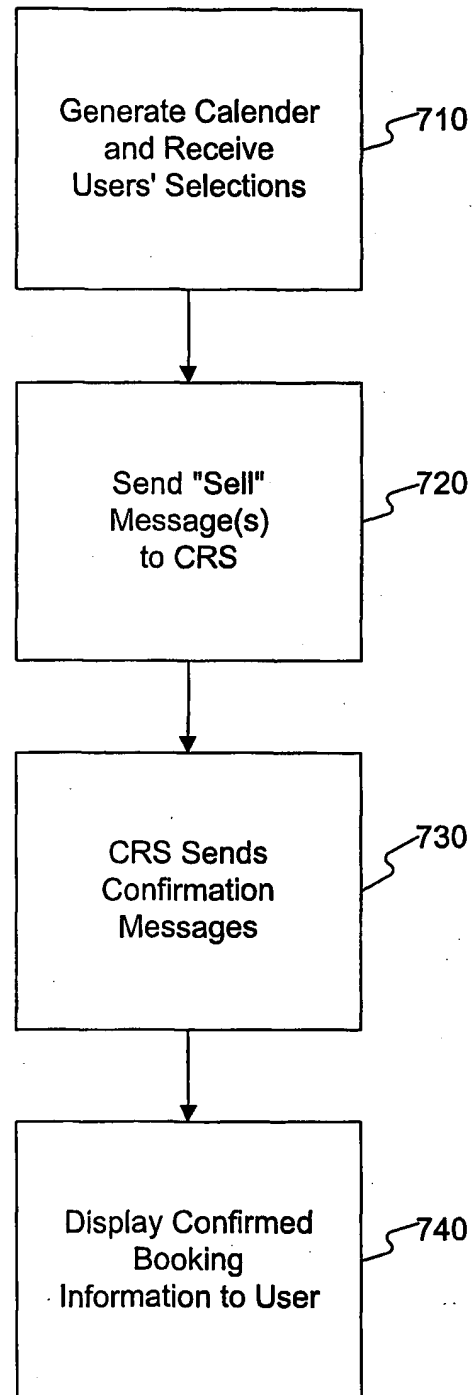 Generate Calender
and Receive
Users' Selections
710
Send "Sell"
Message(s)
to CRS
720
CRS Sends
Confirmation
Messages
730
Display Confirmed
Booking
Information to User
740